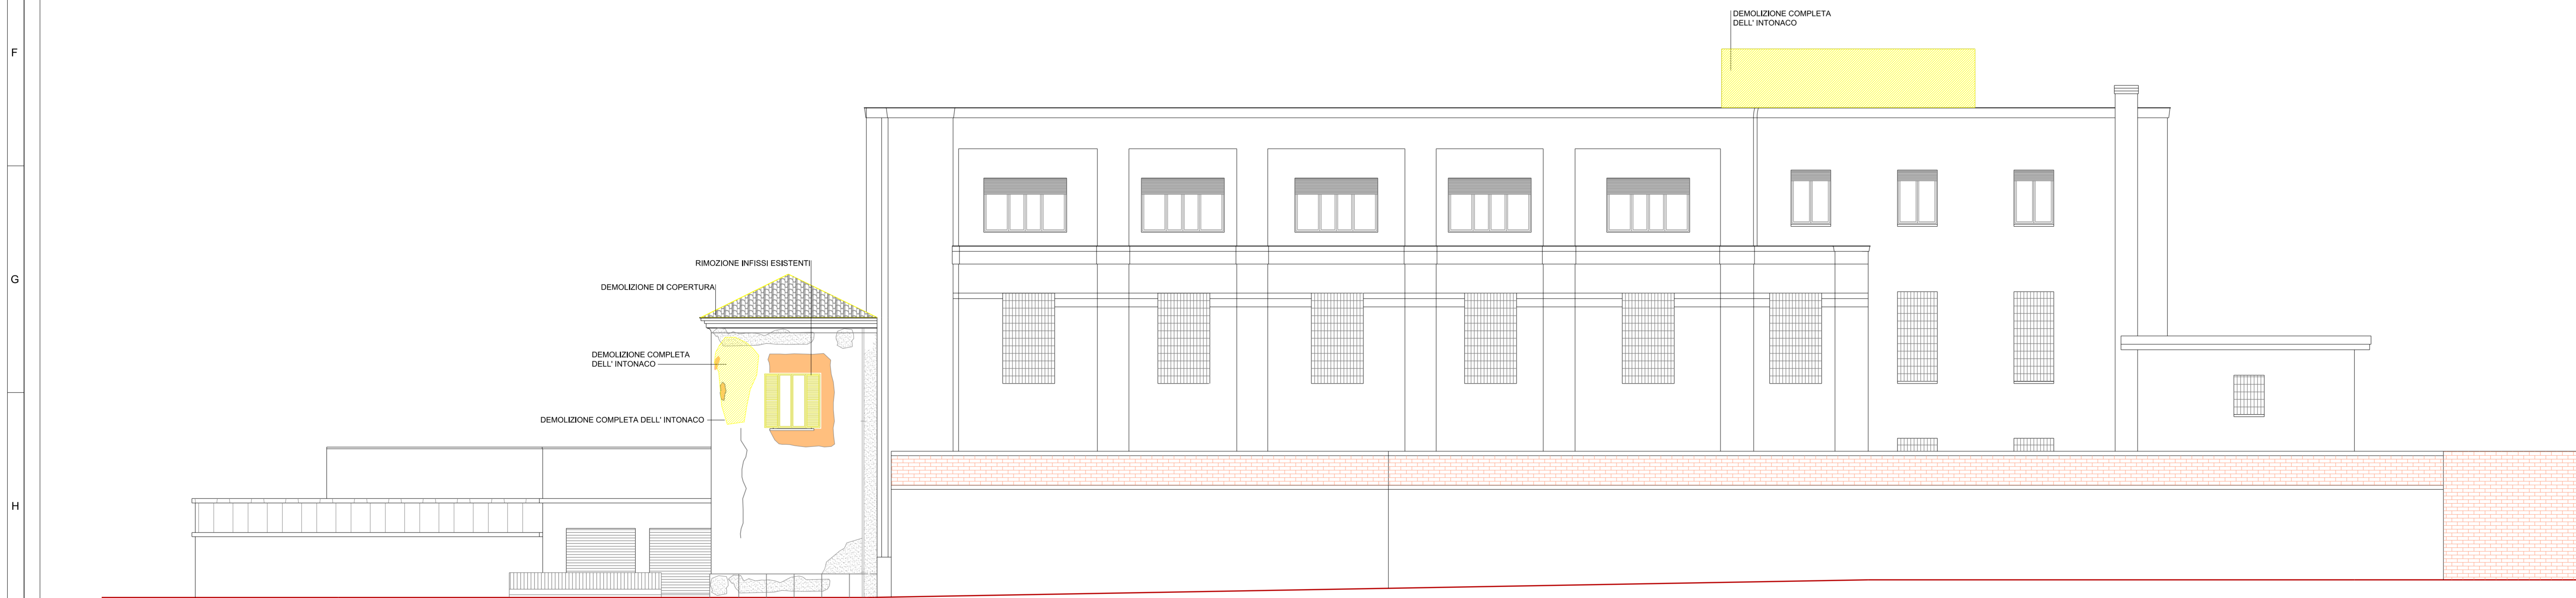 DEMOLIZIONE COMPLETA
DELL' INTONACO
F
RIMOZIONE INFISSI ESISTENTI
G
DEMOLIZIONE DI COPERTURA
DEMOLIZIONE COMPLETA
DELL' INTONACO
DEMOLIZIONE COMPLETA DELL' INTONACO
H